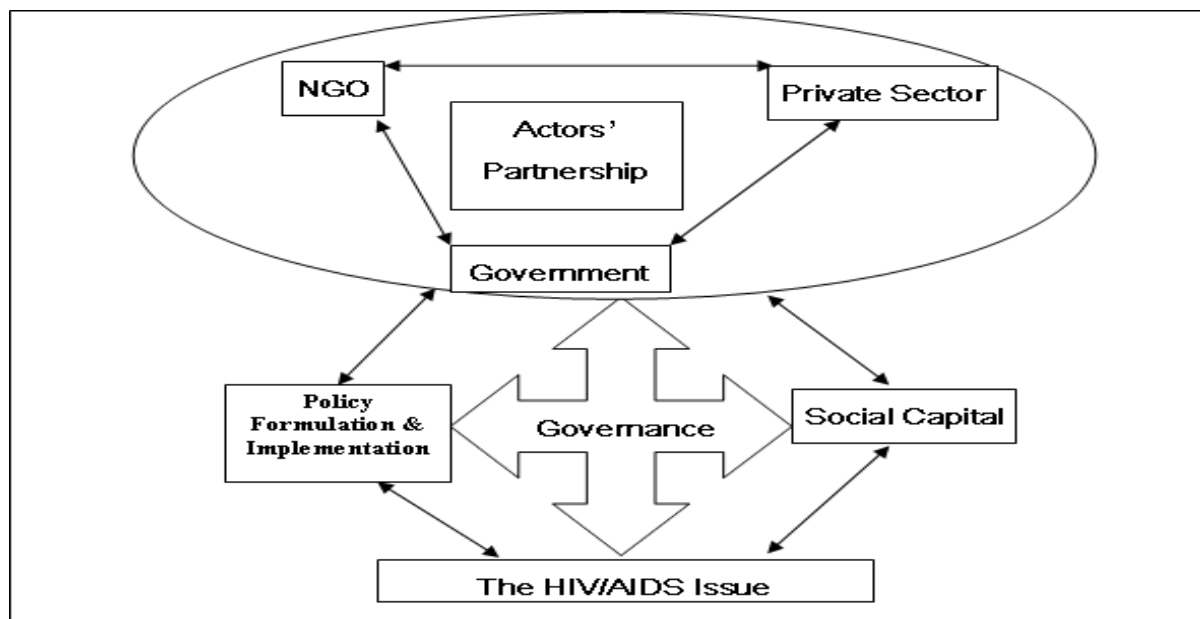 NGO
Private Sector
Actors’
Partnership
Government
Policy
Formulation &
Implementation
Governance
Social Capital
The HIV/AIDS Issue